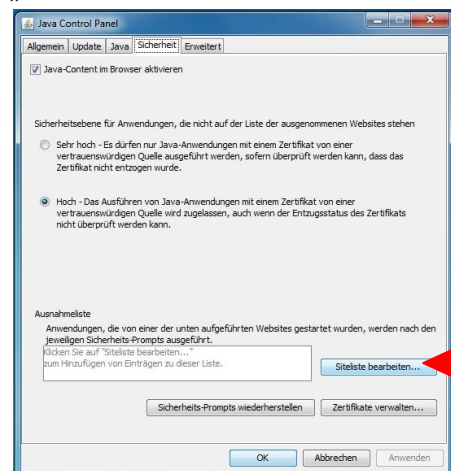 Java Control Panel
Allgemein Update Java Sicherheit Erweitert
Java-Content im Browser aktivieren
Sicherheitsebene für Anwendungen, die nicht auf der Liste der ausgenommenen Websites stehen
Sehr hoch - Es dürfen nur Java-Anwendungen mit einem Zertifikat von einer
vertrauenswürdigen Quelle ausgeführt werden, sofern überprüft werden kann, dass das
Zertifikat nicht entzogen wurde.
Hoch - Das Ausführen von Java-Anwendungen mit einem Zertifikat von einer
vertrauenswürdigen Quelle wird zugelassen, auch wenn der Entzugsstatus des Zertifikats
nicht überprüft werden kann.
Ausnahmeliste
Anwendungen, die von einer der unten aufgeführten Websites gestartet wurden, werden nach den
jeweiligen Sicherheits-Prompts ausgeführt.
Klicken Sie auf "Siteliste bearbeiten..."
zum Hinzufügen von Einträgen zu dieser Liste.
Siteliste bearbeiten...
Sicherheits-Prompts wiederherstellen Zertifikate verwalten...
OK Abbrechen Anwenden